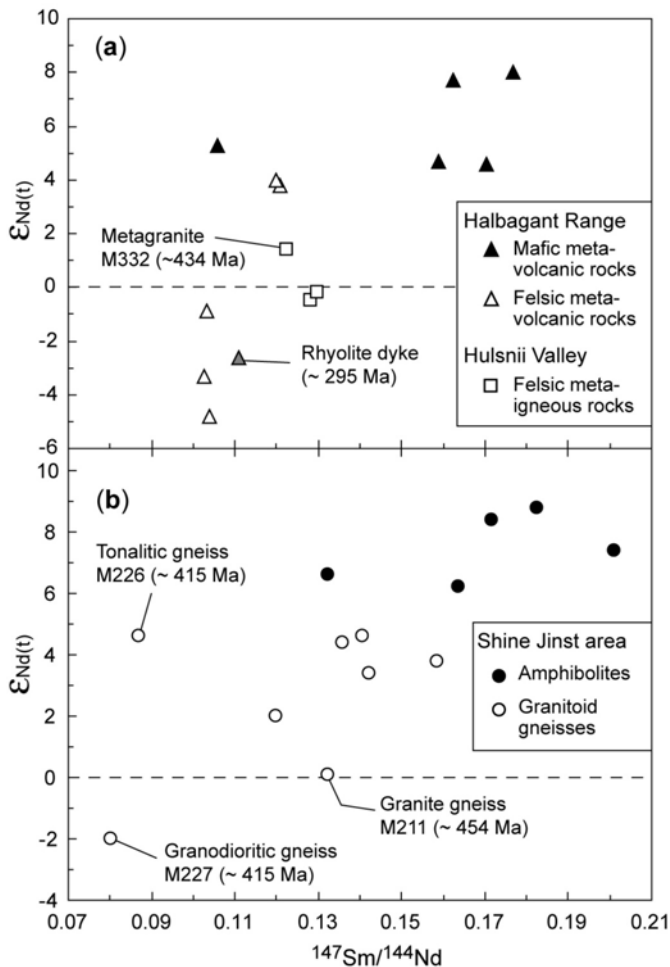 10
(a)
8
6
4
2
0
-2
-4
-6
εNd(t)
Metagranite
M332 (~434 Ma)
Rhyolite dyke
(~ 295 Ma)
Halbagant Range
Mafic meta-
volcanic rocks
Felsic meta-
volcanic rocks
Hulsnii Valley
Felsic meta-
igneous rocks
10
(b)
8
6
4
2
0
-2
-4
εNd(t)
Tonalitic gneiss
M226 (~ 415 Ma)
Shine Jinst area
Amphibolites
Granitoid
gneisses
Granite gneiss
M211 (~ 454 Ma)
Granodioritic gneiss
M227 (~ 415 Ma)
0.07 0.09 0.11 0.13 0.15 0.17 0.19 0.21
¹⁴⁷Sm/¹⁴⁴Nd